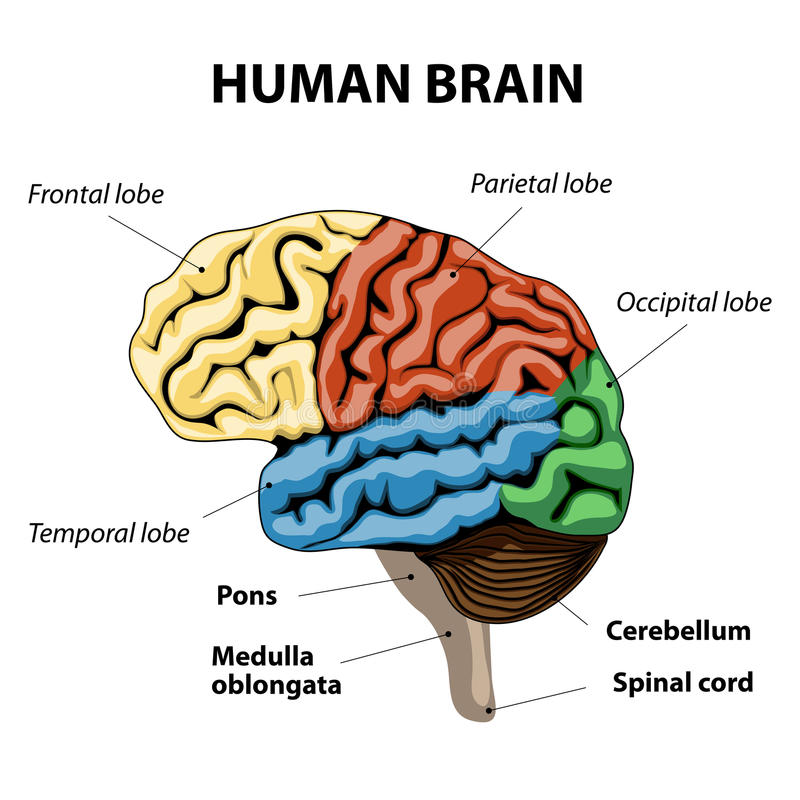 HUMAN BRAIN
Frontal lobe
Parietal lobe
Occipital lobe
Temporal lobe
Pons
Medulla
oblongata
Cerebellum
Spinal cord